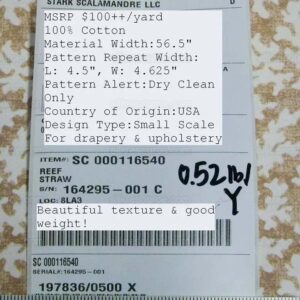 STARK SCALAMANDRE LLC
D
MSRP $100++/yard
100% Cotton
Material Width:56.5"
Pattern Repeat Width:
L: 4.5", W: 4.625"
Pattern Alert:Dry Clean
Only
Country of Origin:USA
Design Type:Small Scale
For drapery & upholstery
ITEM#: SC 000116540
REEF
STRAW
S/N: 164295-001 C
LOC: 8LA3
0.52 lb/
Y
Beautiful texture & good
weight!
SC 000116540
SERIAL#:164295-001
197836/0500 X